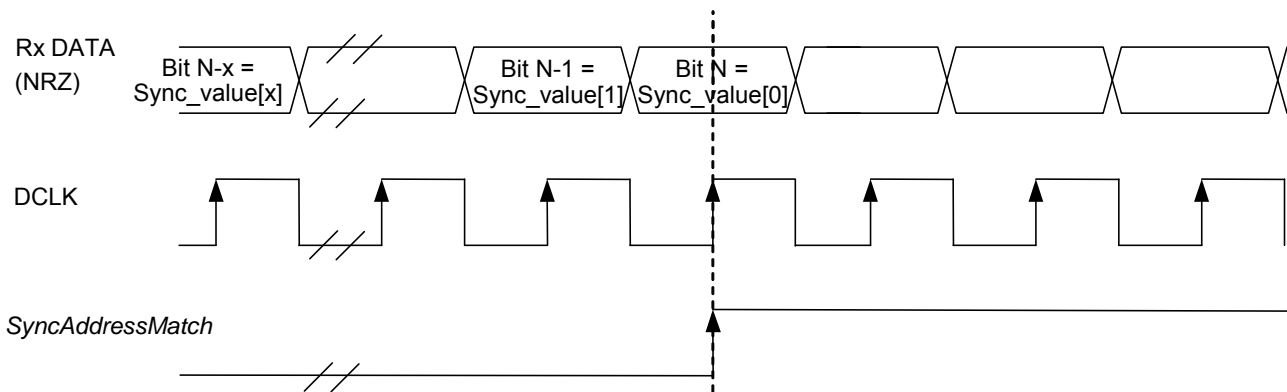 Rx DATA
(NRZ)
Bit N-x =
Sync_value[x]
Bit N-1 =
Sync_value[1]
Bit N =
Sync_value[0]
DCLK
SyncAddressMatch